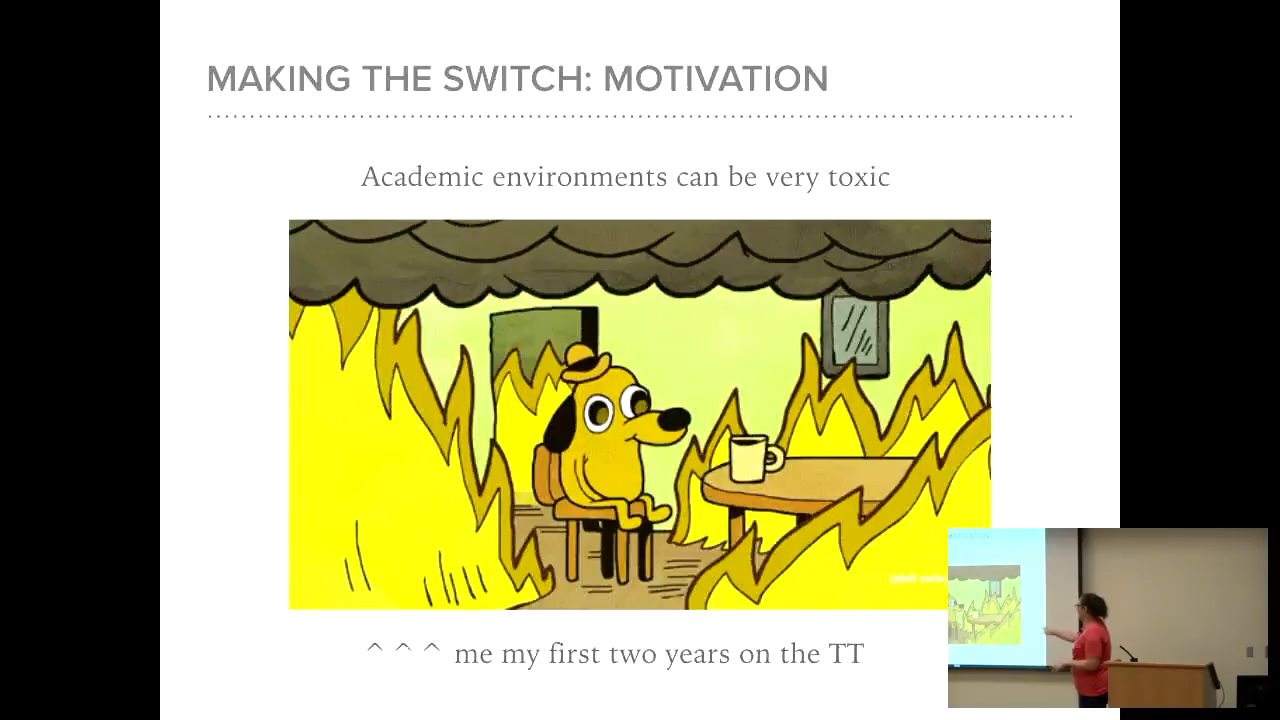 MAKING THE SWITCH: MOTIVATION
Academic environments can be very toxic
^ ^ ^ me my first two years on the TT